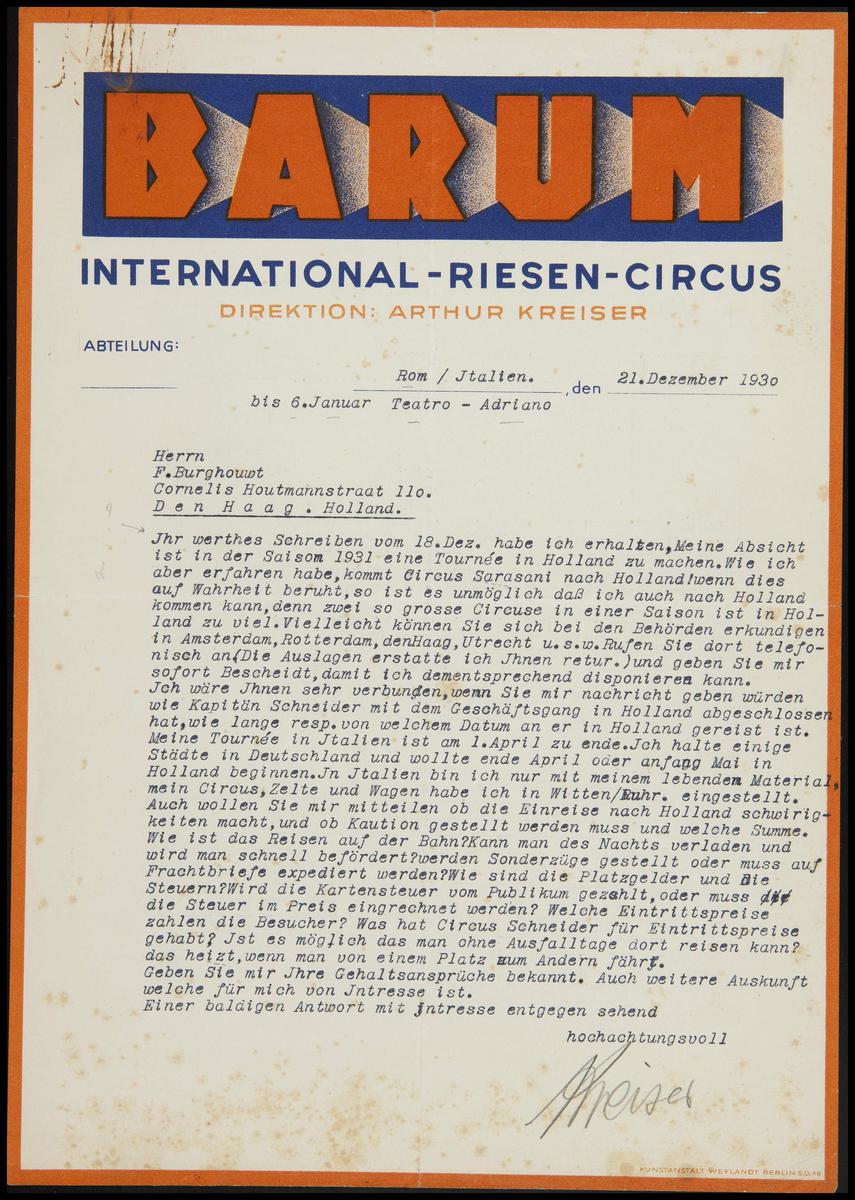 BARUM
INTERNATIONAL-RIESEN-CIRCUS
DIREKTION: ARTHUR KREISER
ABTEILUNG:
Rom / Jtalien. , den 21.Dezember 1930
bis 6.Januar Teatro - Adriano
Herrn
F.Burghouwt
Cornelis Houtmannstraat 110.
Den Haag. Holland.
Jhr werthes Schreiben vom 18.Dez. habe ich erhalten,Meine Absicht
ist in der Saisom 1931 eine Tournée in Holland zu machen.Wie ich
aber erfahren habe,kommt Circus Sarasani nach Holland!wenn dies
auf Wahrheit beruht,so ist es unmöglich daß ich auch nach Holland
kommen kann,denn zwei so grosse Circuse in einer Saison ist in Hol-
land zu viel.Vielleicht können Sie sich bei den Behörden erkundigen
in Amsterdam,Rotterdam,denHaag,Utrecht u.s.w.Rufen Sie dort telefo-
nisch an(Die Auslagen erstatte ich Jhnen retur.)und geben Sie mir
sofort Bescheidt,damit ich dementsprechend disponieren kann.
Jch wäre Jhnen sehr verbunden,wenn Sie mir nachricht geben würden
wie Kapitän Schneider mit dem Geschäftsgang in Holland abgeschlossen
hat,wie lange resp.von welchem Datum an er in Holland gereist ist.
Meine Tournée in Jtalien ist am 1.April zu ende.Jch halte einige
Städte in Deutschland und wollte ende April oder anfang Mai in
Holland beginnen.Jn Jtalien bin ich nur mit meinem lebenden Material,
mein Circus,Zelte und Wagen habe ich in Witten/Ruhr. eingestellt.
Auch wollen Sie mir mitteilen ob die Einreise nach Holland schwirig-
keiten macht,und ob Kaution gestellt werden muss und welche Summe.
Wie ist das Reisen auf der Bahn?Kann man des Nachts verladen und
wird man schnell befördert?werden Sonderzüge gestellt oder muss auf
Frachtbriefe expediert werden?Wie sind die Platzgelder und Die
Steuern?Wird die Kartensteuer vom Publikum gezahlt,oder muss die
die Steuer im Preis eingrechnet werden? Welche Eintrittspreise
zahlen die Besucher? Was hat Circus Schneider für Eintrittspreise
gehabt? Jst es möglich das man ohne Ausfalltage dort reisen kann?
das heizt,wenn man von einem Platz zum Andern fährt.
Geben Sie mir Jhre Gehaltsansprüche bekannt. Auch weitere Auskunft
welche für mich von Jntresse ist.
Einer baldigen Antwort mit jntresse entgegen sehend
hochachtungsvoll
Kreiser
KUNSTANSTALT WEYLANDT BERLIN S.O.16